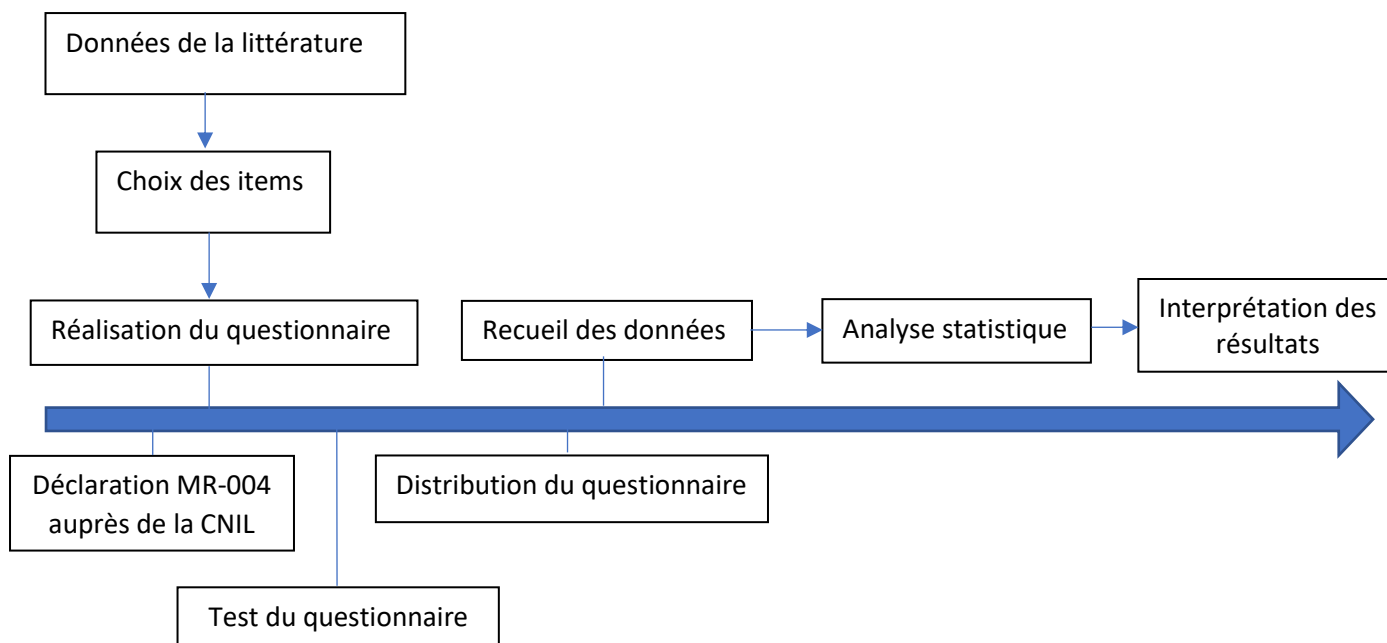 Données de la littérature
Choix des items
Réalisation du questionnaire
Recueil des données
Analyse statistique
Interprétation des
résultats
Déclaration MR-004
auprès de la CNIL
Distribution du questionnaire
Test du questionnaire